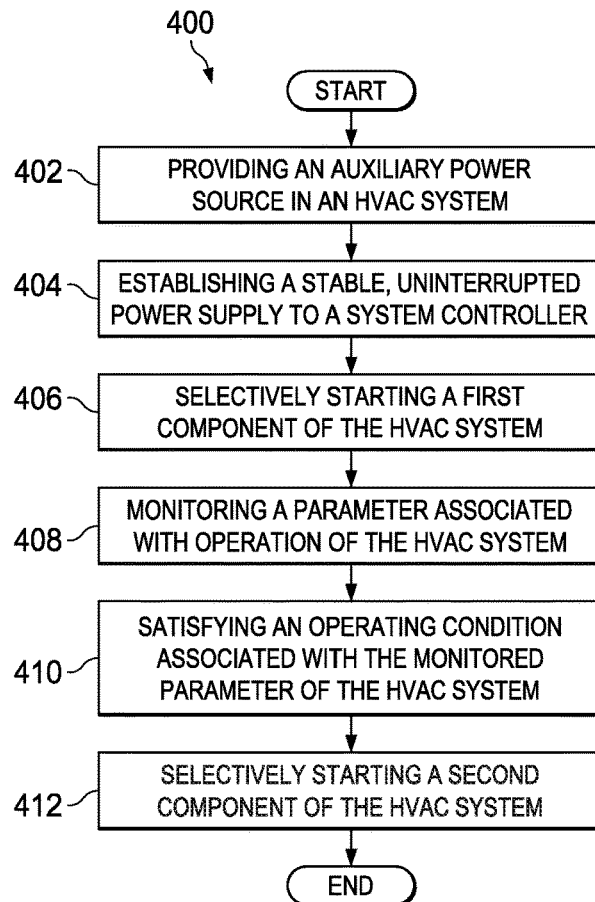 400
START
402
PROVIDING AN AUXILIARY POWER
SOURCE IN AN HVAC SYSTEM
404
ESTABLISHING A STABLE, UNINTERRUPTED
POWER SUPPLY TO A SYSTEM CONTROLLER
406
SELECTIVELY STARTING A FIRST
COMPONENT OF THE HVAC SYSTEM
408
MONITORING A PARAMETER ASSOCIATED
WITH OPERATION OF THE HVAC SYSTEM
410
SATISFYING AN OPERATING CONDITION
ASSOCIATED WITH THE MONITORED
PARAMETER OF THE HVAC SYSTEM
412
SELECTIVELY STARTING A SECOND
COMPONENT OF THE HVAC SYSTEM
END